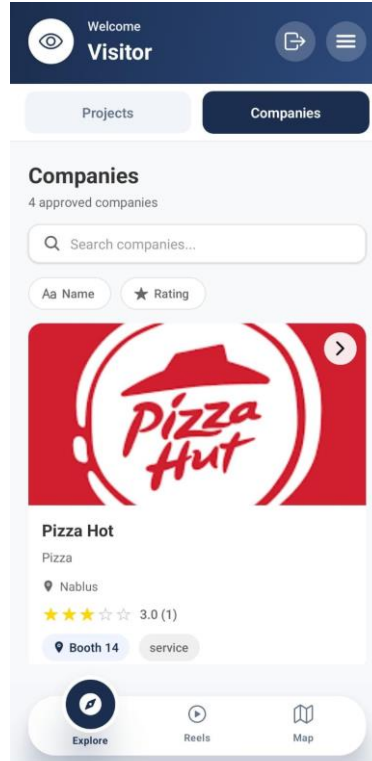 Welcome
Visitor
Projects
Companies
Companies
4 approved companies
Search companies...
Aa Name
Rating
Pizza
Hut
Pizza Hot
Pizza
Nablus
3.0 (1)
Booth 14
service
Explore
Reels
Map